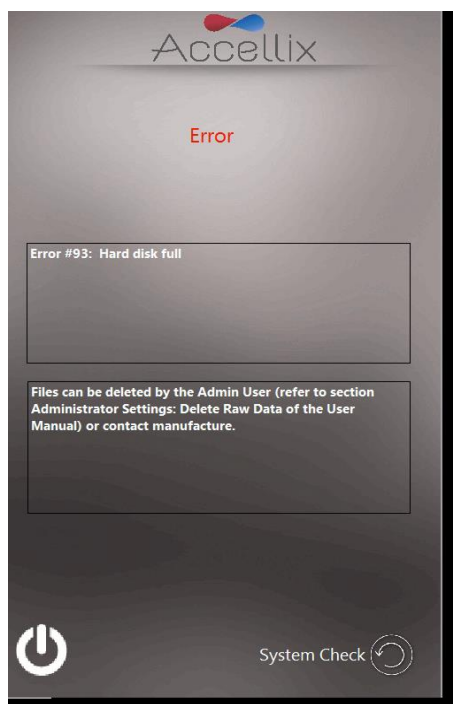 Accellix
Error
Error #93:  Hard disk full
Files can be deleted by the Admin User (refer to section
Administrator Settings: Delete Raw Data of the User
Manual) or contact manufacture.
System Check